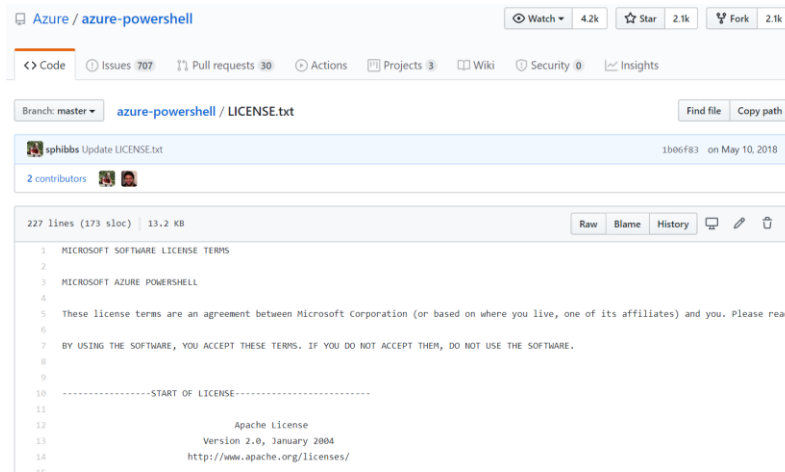 Azure / azure-powershell
Watch 4.2k Star 2.1k Fork 2.1k
<> Code Issues 707 Pull requests 30 Actions Projects 3 Wiki Security 0 Insights
Branch: master azure-powershell / LICENSE.txt Find file Copy path
sphibbs Update LICENSE.txt 1b06f83 on May 10, 2018
2 contributors
227 lines (173 sloc) 13.2 KB Raw Blame History
1 MICROSOFT SOFTWARE LICENSE TERMS
2
3 MICROSOFT AZURE POWERSHELL
4
5 These license terms are an agreement between Microsoft Corporation (or based on where you live, one of its affiliates) and you. Please rea
6
7 BY USING THE SOFTWARE, YOU ACCEPT THESE TERMS. IF YOU DO NOT ACCEPT THEM, DO NOT USE THE SOFTWARE.
8
9
10 -----------------START OF LICENSE--------------------------
11
12 Apache License
13 Version 2.0, January 2004
14 http://www.apache.org/licenses/
15